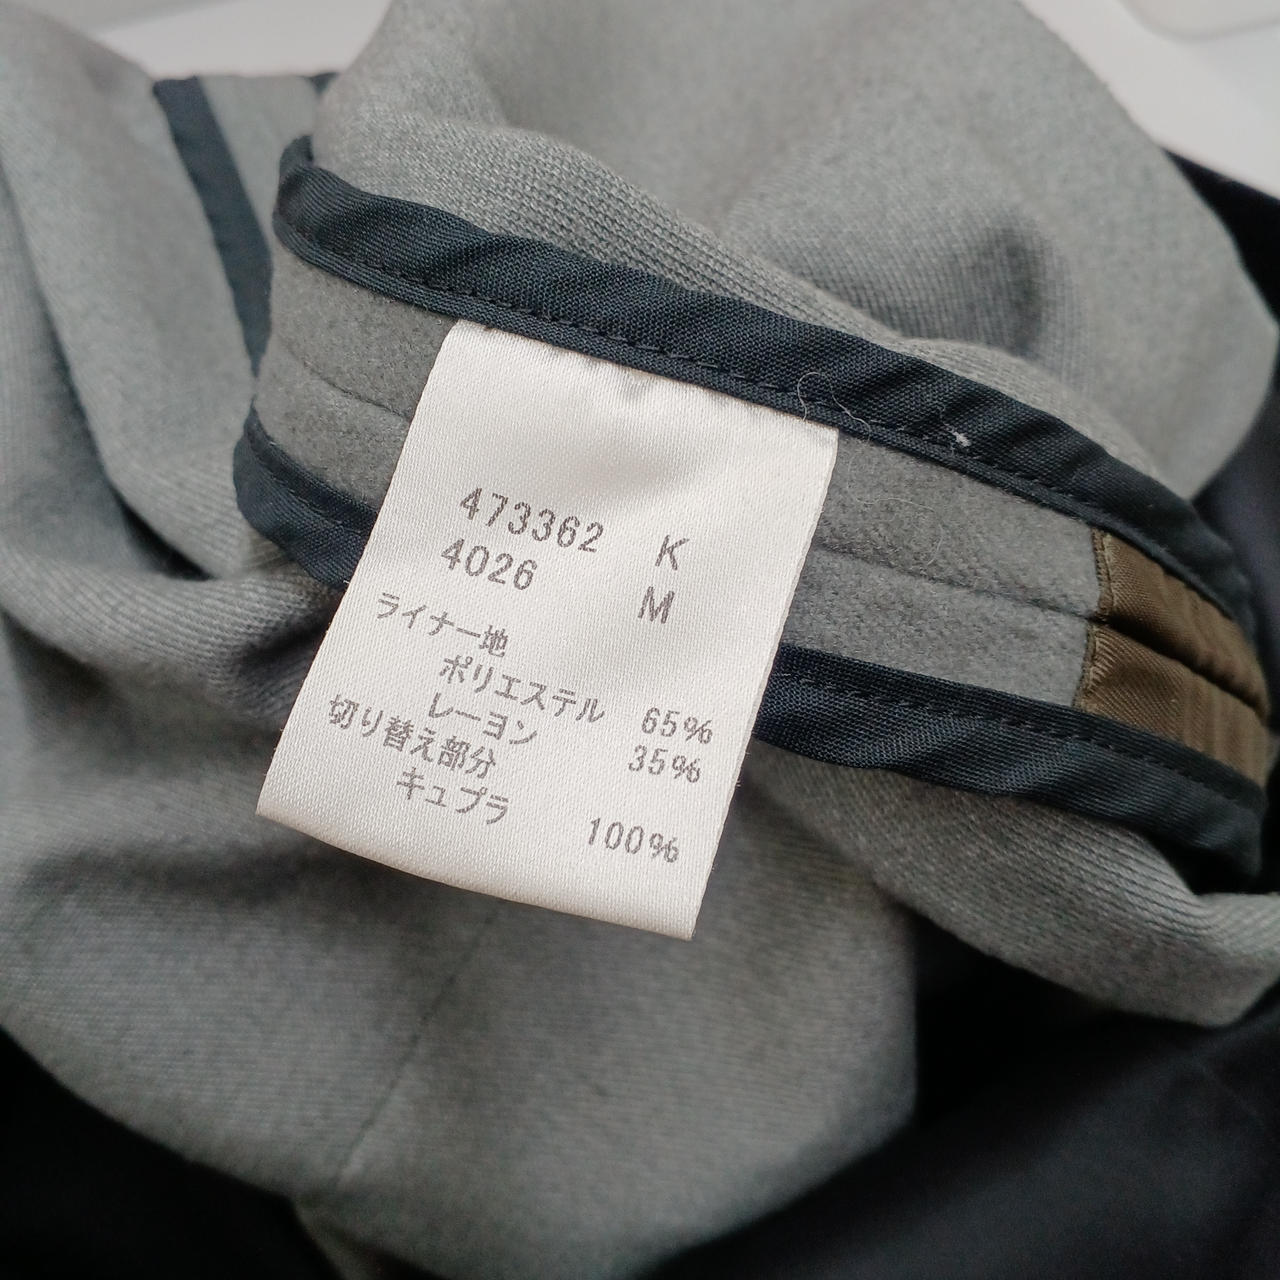 473362 K
4026 M
ライナー地
ポリエステル 65%
レーヨン 35%
切り替え部分
キュプラ 100%